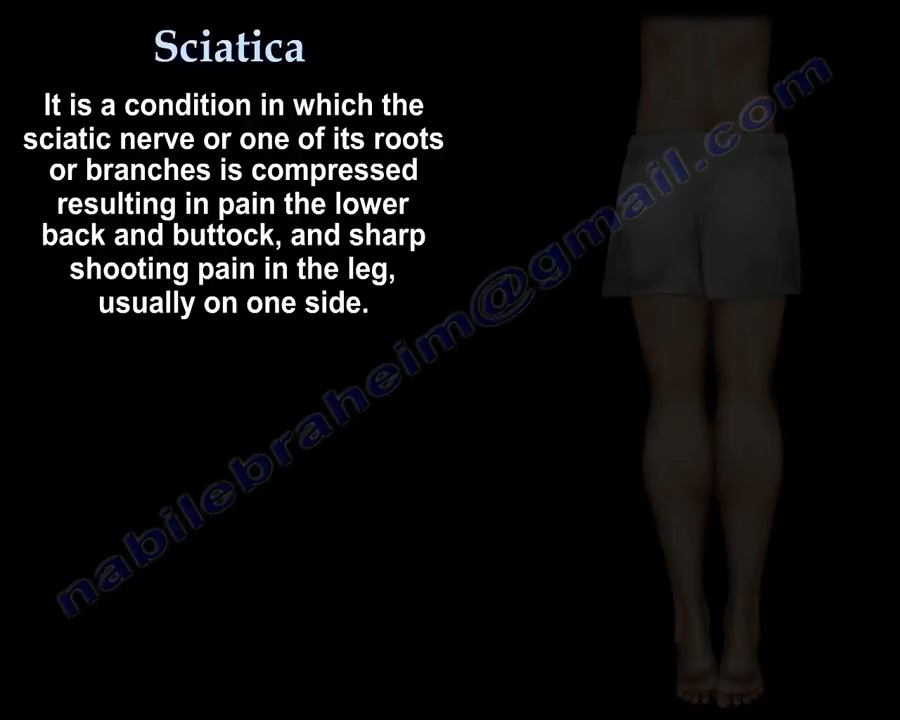 Sciatica
It is a condition in which the
sciatic nerve or one of its roots
or branches is compressed
resulting in pain the lower
back and buttock, and sharp
shooting pain in the leg,
usually on one side.
nabilebraheim@gmail.com